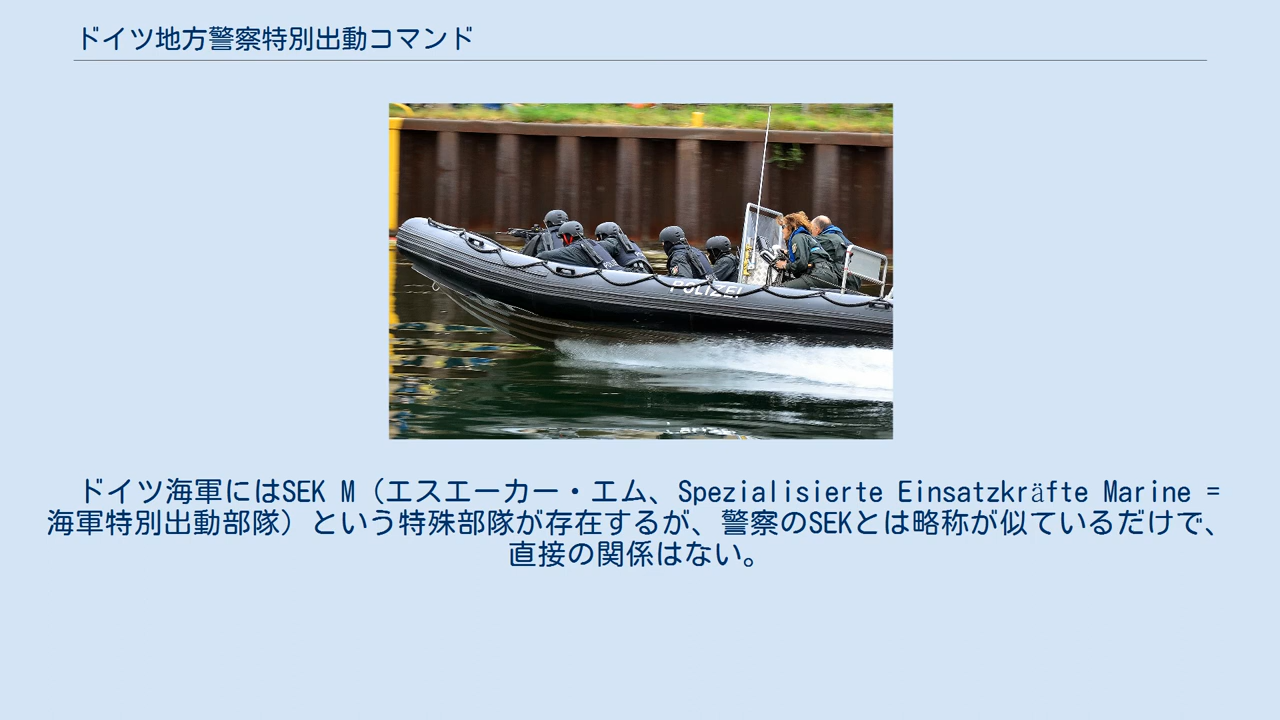 ドイツ地方警察特別出動コマンド
POLIZEI
ドイツ海軍にはSEK M（エスエーカー・エム、Spezialisierte Einsatzkräfte Marine =
海軍特別出動部隊）という特殊部隊が存在するが、警察のSEKとは略称が似ているだけで、
直接の関係はない。